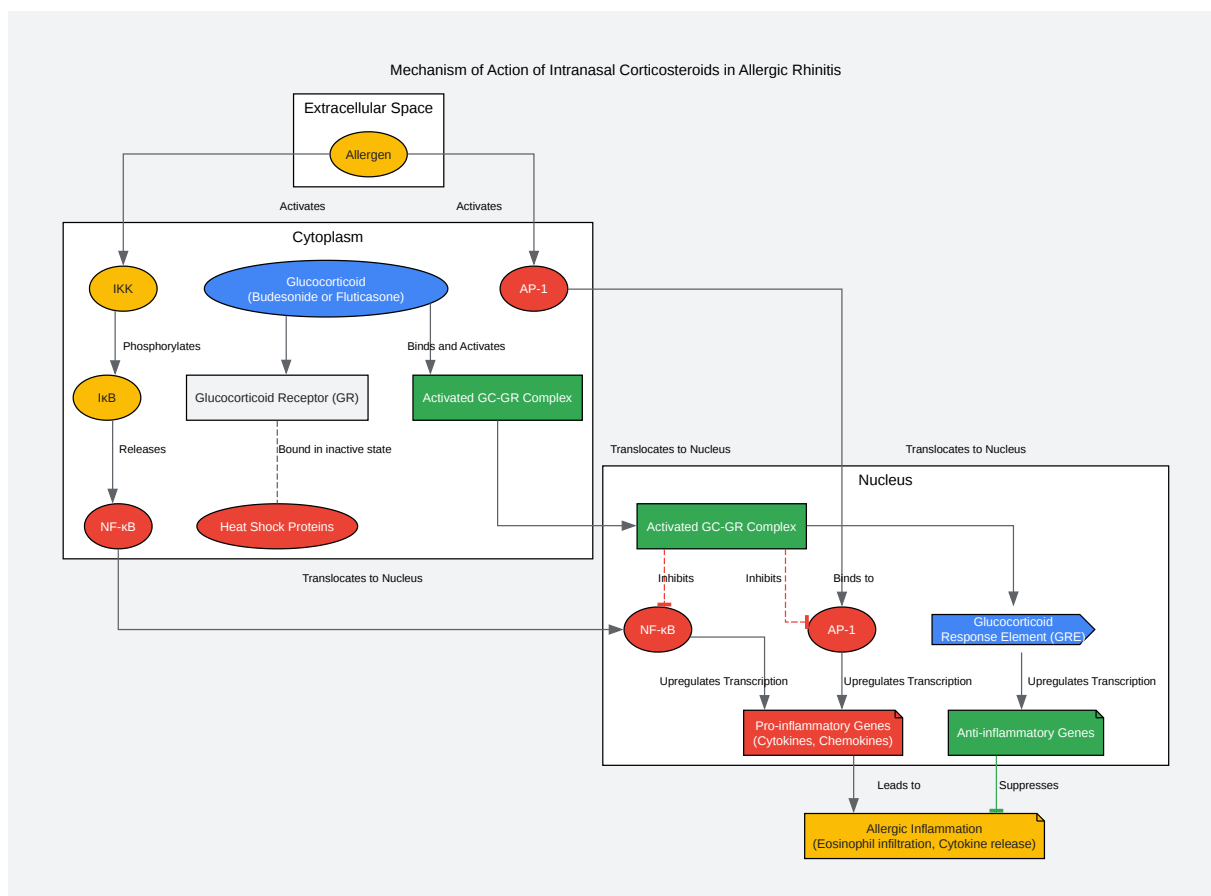 Mechanism of Action of Intranasal Corticosteroids in Allergic Rhinitis
Extracellular Space
Allergen
Activates
Activates
Cytoplasm
IKK
Glucocorticoid
(Budesonide or Fluticasone)
AP-1
Phosphorylates
Binds and Activates
IκB
Glucocorticoid Receptor (GR)
Activated GC-GR Complex
Releases
Bound in inactive state
Translocates to Nucleus
Translocates to Nucleus
Nucleus
NF-κB
Heat Shock Proteins
Activated GC-GR Complex
Translocates to Nucleus
Inhibits
Inhibits
Binds to
NF-κB
AP-1
Glucocorticoid
Response Element (GRE)
Upregulates Transcription
Upregulates Transcription
Upregulates Transcription
Pro-inflammatory Genes
(Cytokines, Chemokines)
Anti-inflammatory Genes
Leads to
Suppresses
Allergic Inflammation
(Eosinophil infiltration, Cytokine release)